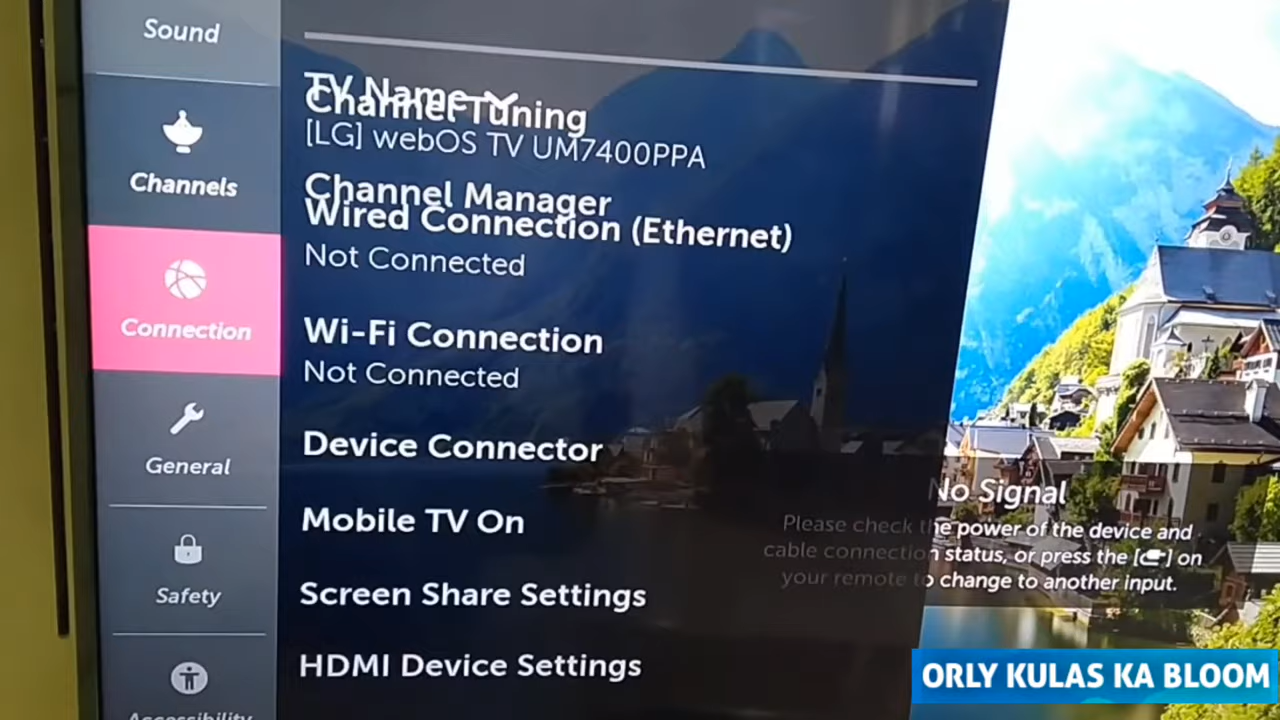 Sound
Channels
Connection
General
Safety
Accessibility
TV Name
Channel Tuning
[LG] webOS TV UM7400PPA
Channel Manager
Wired Connection (Ethernet)
Not Connected
Wi-Fi Connection
Not Connected
Device Connector
Mobile TV On
Screen Share Settings
HDMI Device Settings
No Signal
Please check the power of the device and
cable connection status, or press the [ ] on
your remote to change to another input.
ORLY KULAS KA BLOOM